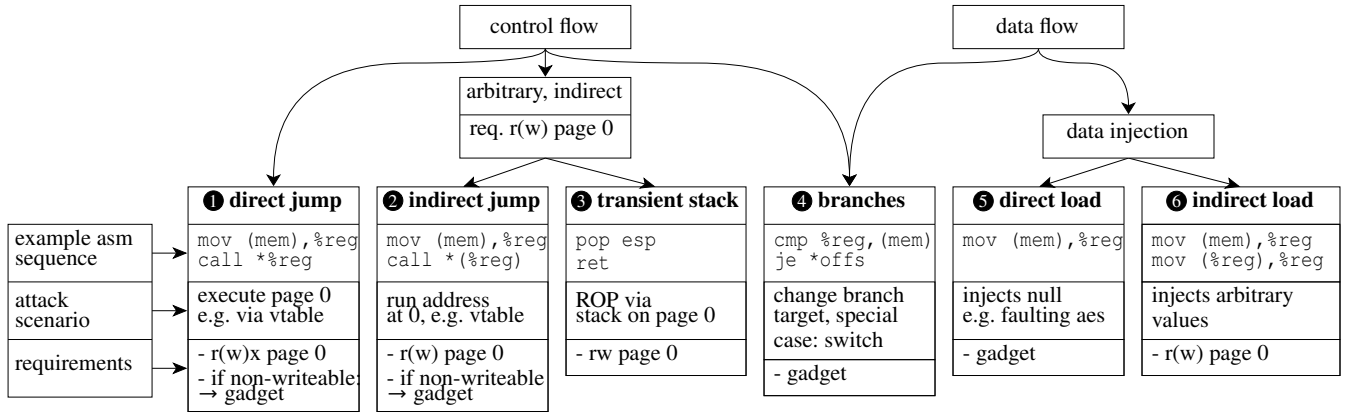 control flow
data flow
arbitrary, indirect
req. r(w) page 0
data injection
❶ direct jump
❷ indirect jump
❸ transient stack
❹ branches
❺ direct load
❻ indirect load
example asm
sequence
mov (mem),%reg
call *%reg
mov (mem),%reg
call *(%reg)
pop esp
ret
cmp %reg,(mem)
je *offs
mov (mem),%reg
mov (mem),%reg
mov (%reg),%reg
attack
scenario
execute page 0
e.g. via vtable
run address
at 0, e.g. vtable
ROP via
stack on page 0
change branch
target, special
case: switch
injects null
e.g. faulting aes
injects arbitrary
values
requirements
- r(w)x page 0
- if non-writeable:
→ gadget
- r(w) page 0
- if non-writeable
→ gadget
- rw page 0
- gadget
- gadget
- r(w) page 0